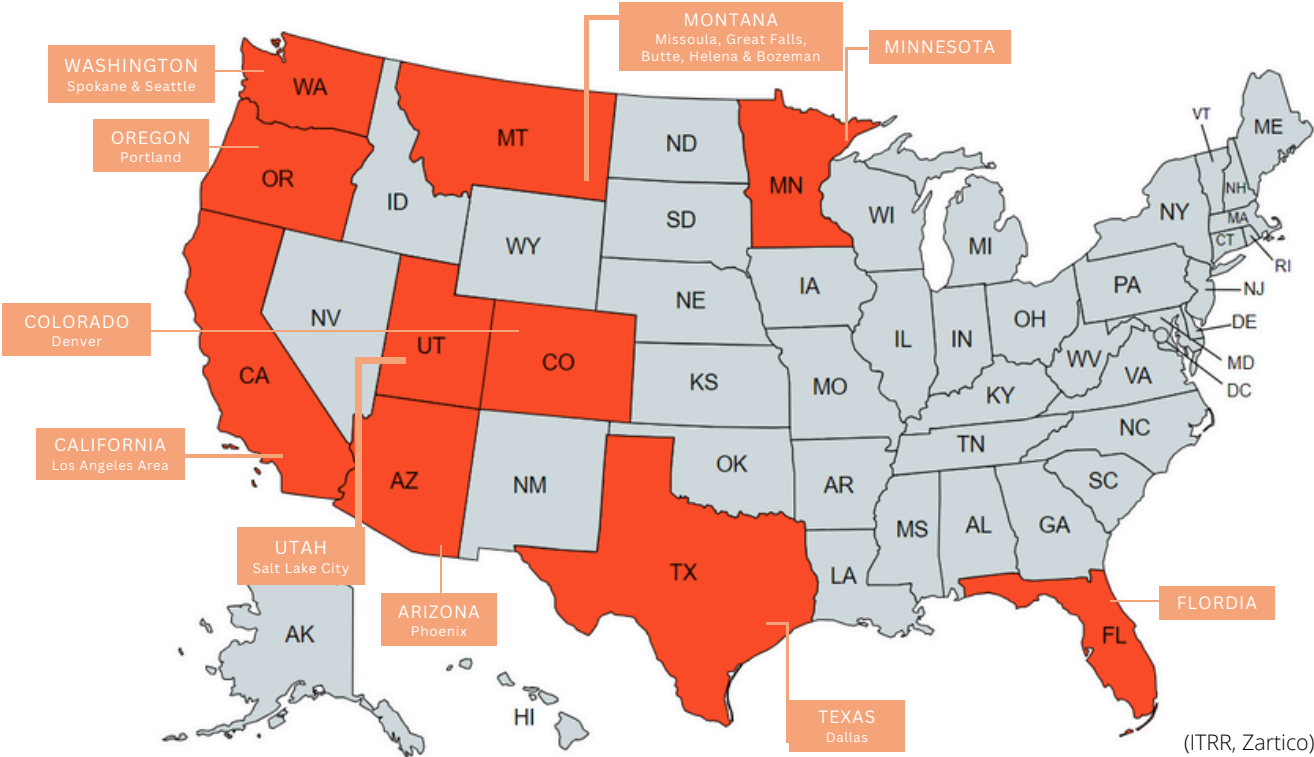 MONTANA
Missoula, Great Falls,
Butte, Helena & Bozeman
MINNESOTA
WASHINGTON
Spokane & Seattle
OREGON
Portland
COLORADO
Denver
CALIFORNIA
Los Angeles Area
UTAH
Salt Lake City
ARIZONA
Phoenix
TEXAS
Dallas
FLORDIA
WA
MT
ND
MN
OR
ID
SD
WI
WY
MI
NY
VT
NH
ME
MA
CT
RI
NJ
DE
MD
DC
PA
IA
NE
NV
UT
CO
IL
IN
OH
WV
VA
CA
KS
MO
KY
NC
TN
AZ
NM
OK
AR
SC
MS
AL
GA
TX
LA
FL
AK
HI
(ITRR, Zartico)